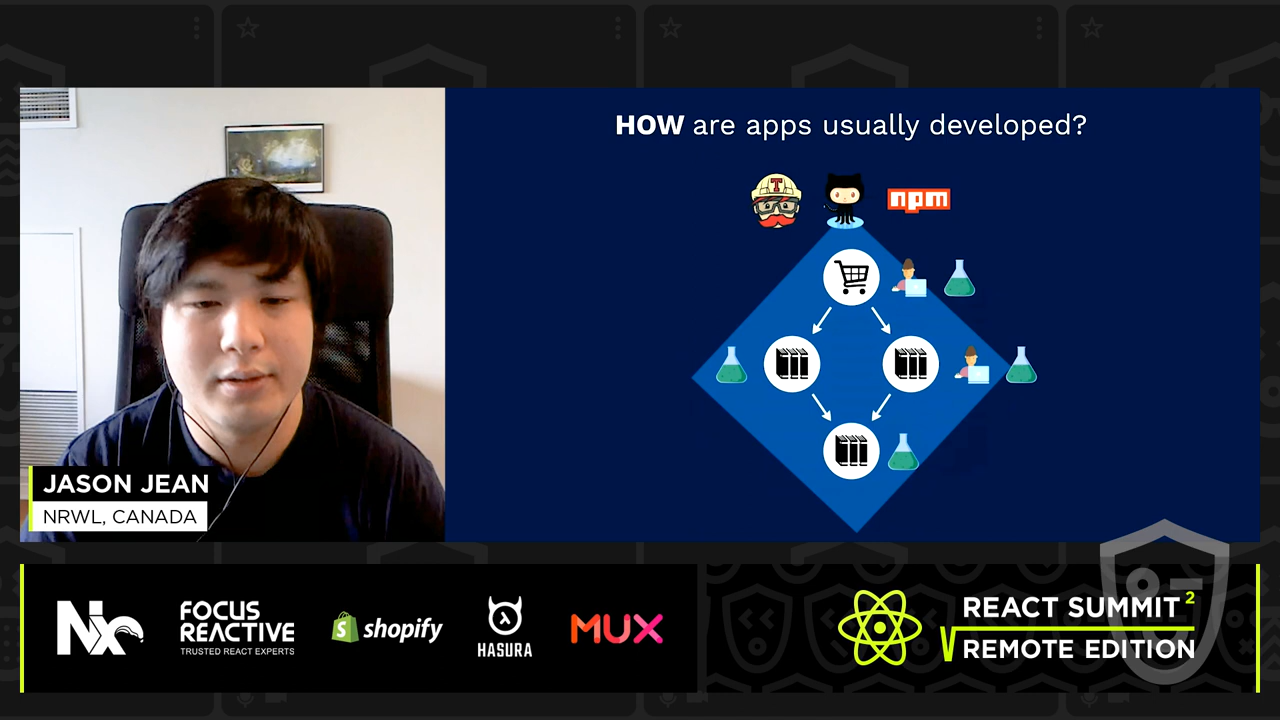 HOW are apps usually developed?
T
npm
JASON JEAN
NRWL, CANADA
Nx
FOCUS
REACTIVE
TRUSTED REACT EXPERTS
shopify
HASURA
MUX
REACT SUMMIT 2
REMOTE EDITION